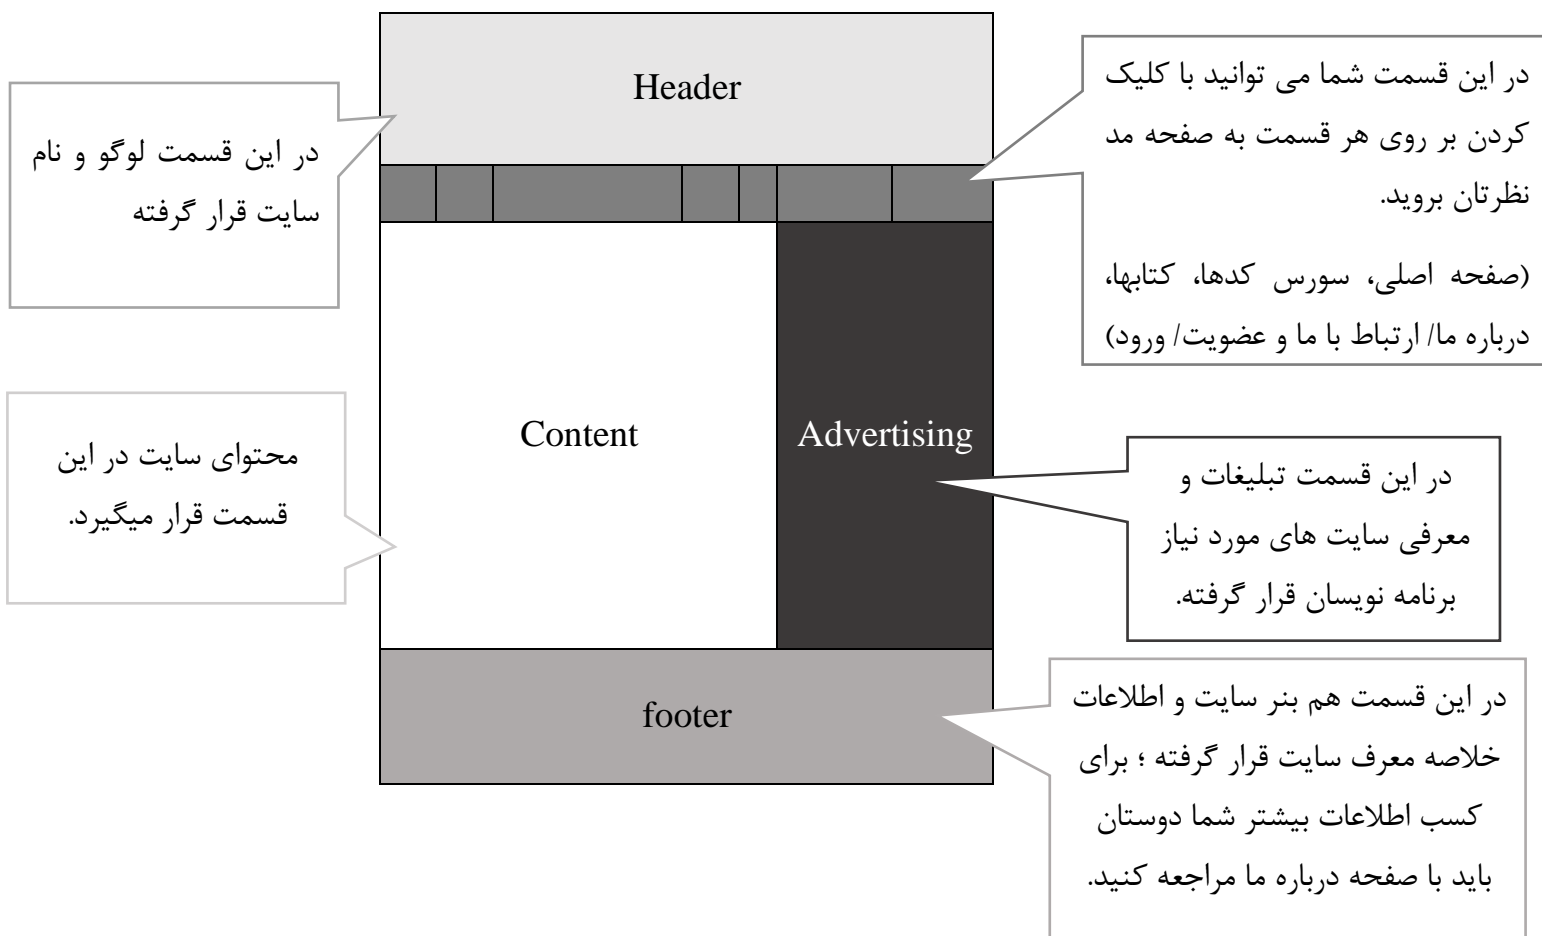 Header
در این قسمت شما می توانید با کلیک
کردن بر روی هر قسمت به صفحه مد
نظرتان بروید.
(صفحه اصلی، سورس کدها، کتابها،
درباره ما/ ارتباط با ما و عضویت/ ورود)
در این قسمت لوگو و نام
سایت قرار گرفته
Content
Advertising
محتوای سایت در این
قسمت قرار میگیرد.
در این قسمت تبلیغات و
معرفی سایت های مورد نیاز
برنامه نویسان قرار گرفته.
footer
در این قسمت هم بنر سایت و اطلاعات
خلاصه معرف سایت قرار گرفته ؛ برای
کسب اطلاعات بیشتر شما دوستان
باید با صفحه درباره ما مراجعه کنید.